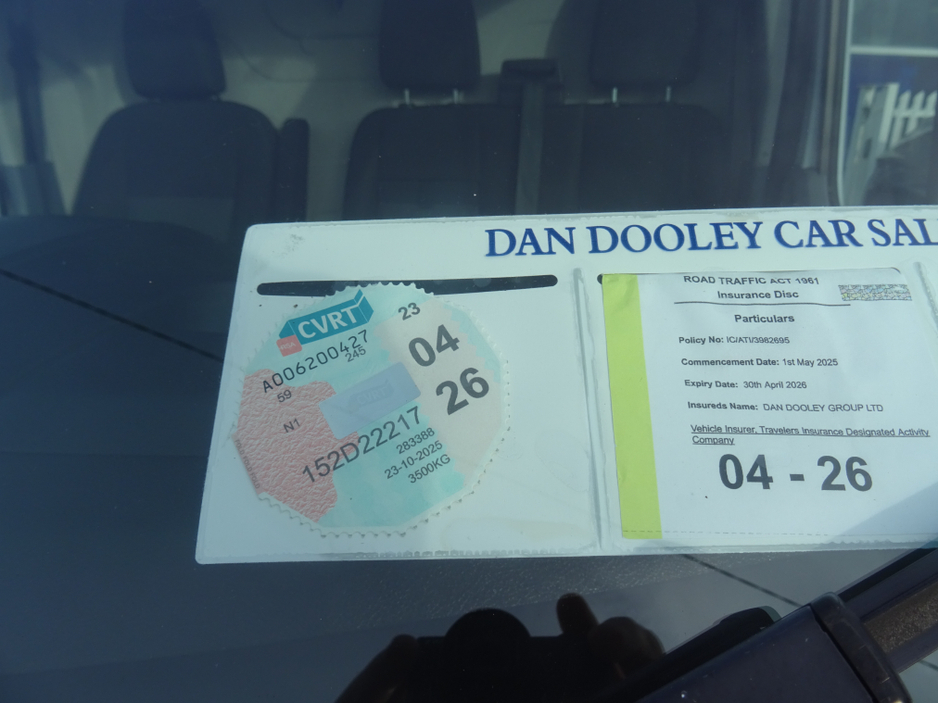 DAN DOOLEY CAR SAL
CVRT
23
A006200427
245
04
59
26
N1
152D22217
283388
23-10-2025
3500KG
ROAD TRAFFIC ACT 1961
Insurance Disc
Particulars
Policy No: IC/ATI/3982695
Commencement Date: 1st May 2025
Expiry Date: 30th April 2026
Insureds Name: DAN DOOLEY GROUP LTD
Vehicle Insurer, Travelers Insurance Designated Activity
Company
04 - 26